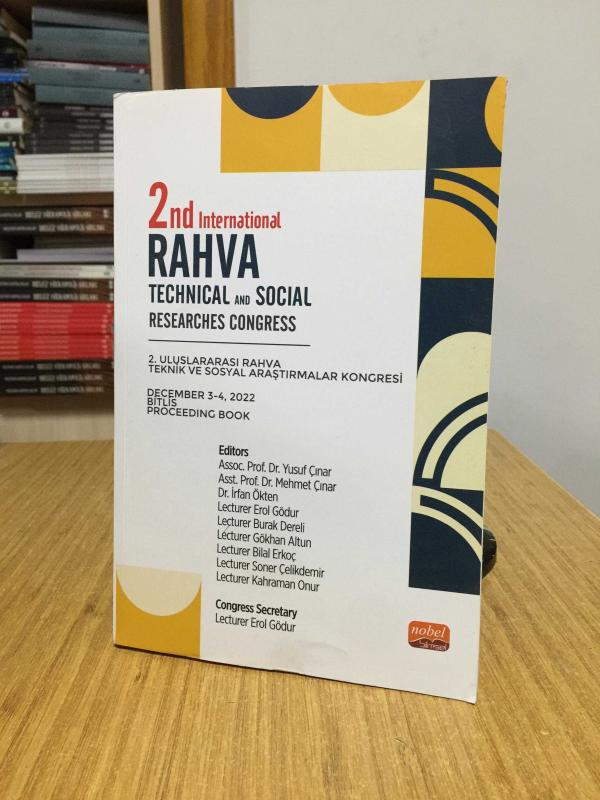 2nd International
RAHVA
TECHNICAL AND SOCIAL
RESEARCHES CONGRESS
2. ULUSLARARASI RAHVA
TEKNİK VE SOSYAL ARAŞTIRMALAR KONGRESİ
DECEMBER 3-4, 2022
BİTLİS
PROCEEDING BOOK
Editors
Assoc. Prof. Dr. Yusuf Çınar
Asst. Prof. Dr. Mehmet Çınar
Dr. İrfan Ökten
Lecturer Erol Gödur
Lecturer Burak Dereli
Lecturer Gökhan Altun
Lecturer Bilal Erkoç
Lecturer Soner Çelikdemir
Lecturer Kahraman Onur
Congress Secretary
Lecturer Erol Gödur
nobel
bilimsel